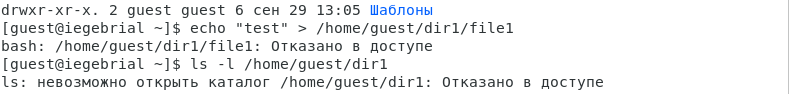 drwxr-xr-x. 2 guest guest 6 сен 29 13:05 Шаблоны
[guest@iegebrial ~]$ echo "test" > /home/guest/dir1/file1
bash: /home/guest/dir1/file1: Отказано в доступе
[guest@iegebrial ~]$ ls -l /home/guest/dir1
ls: невозможно открыть каталог /home/guest/dir1: Отказано в доступе